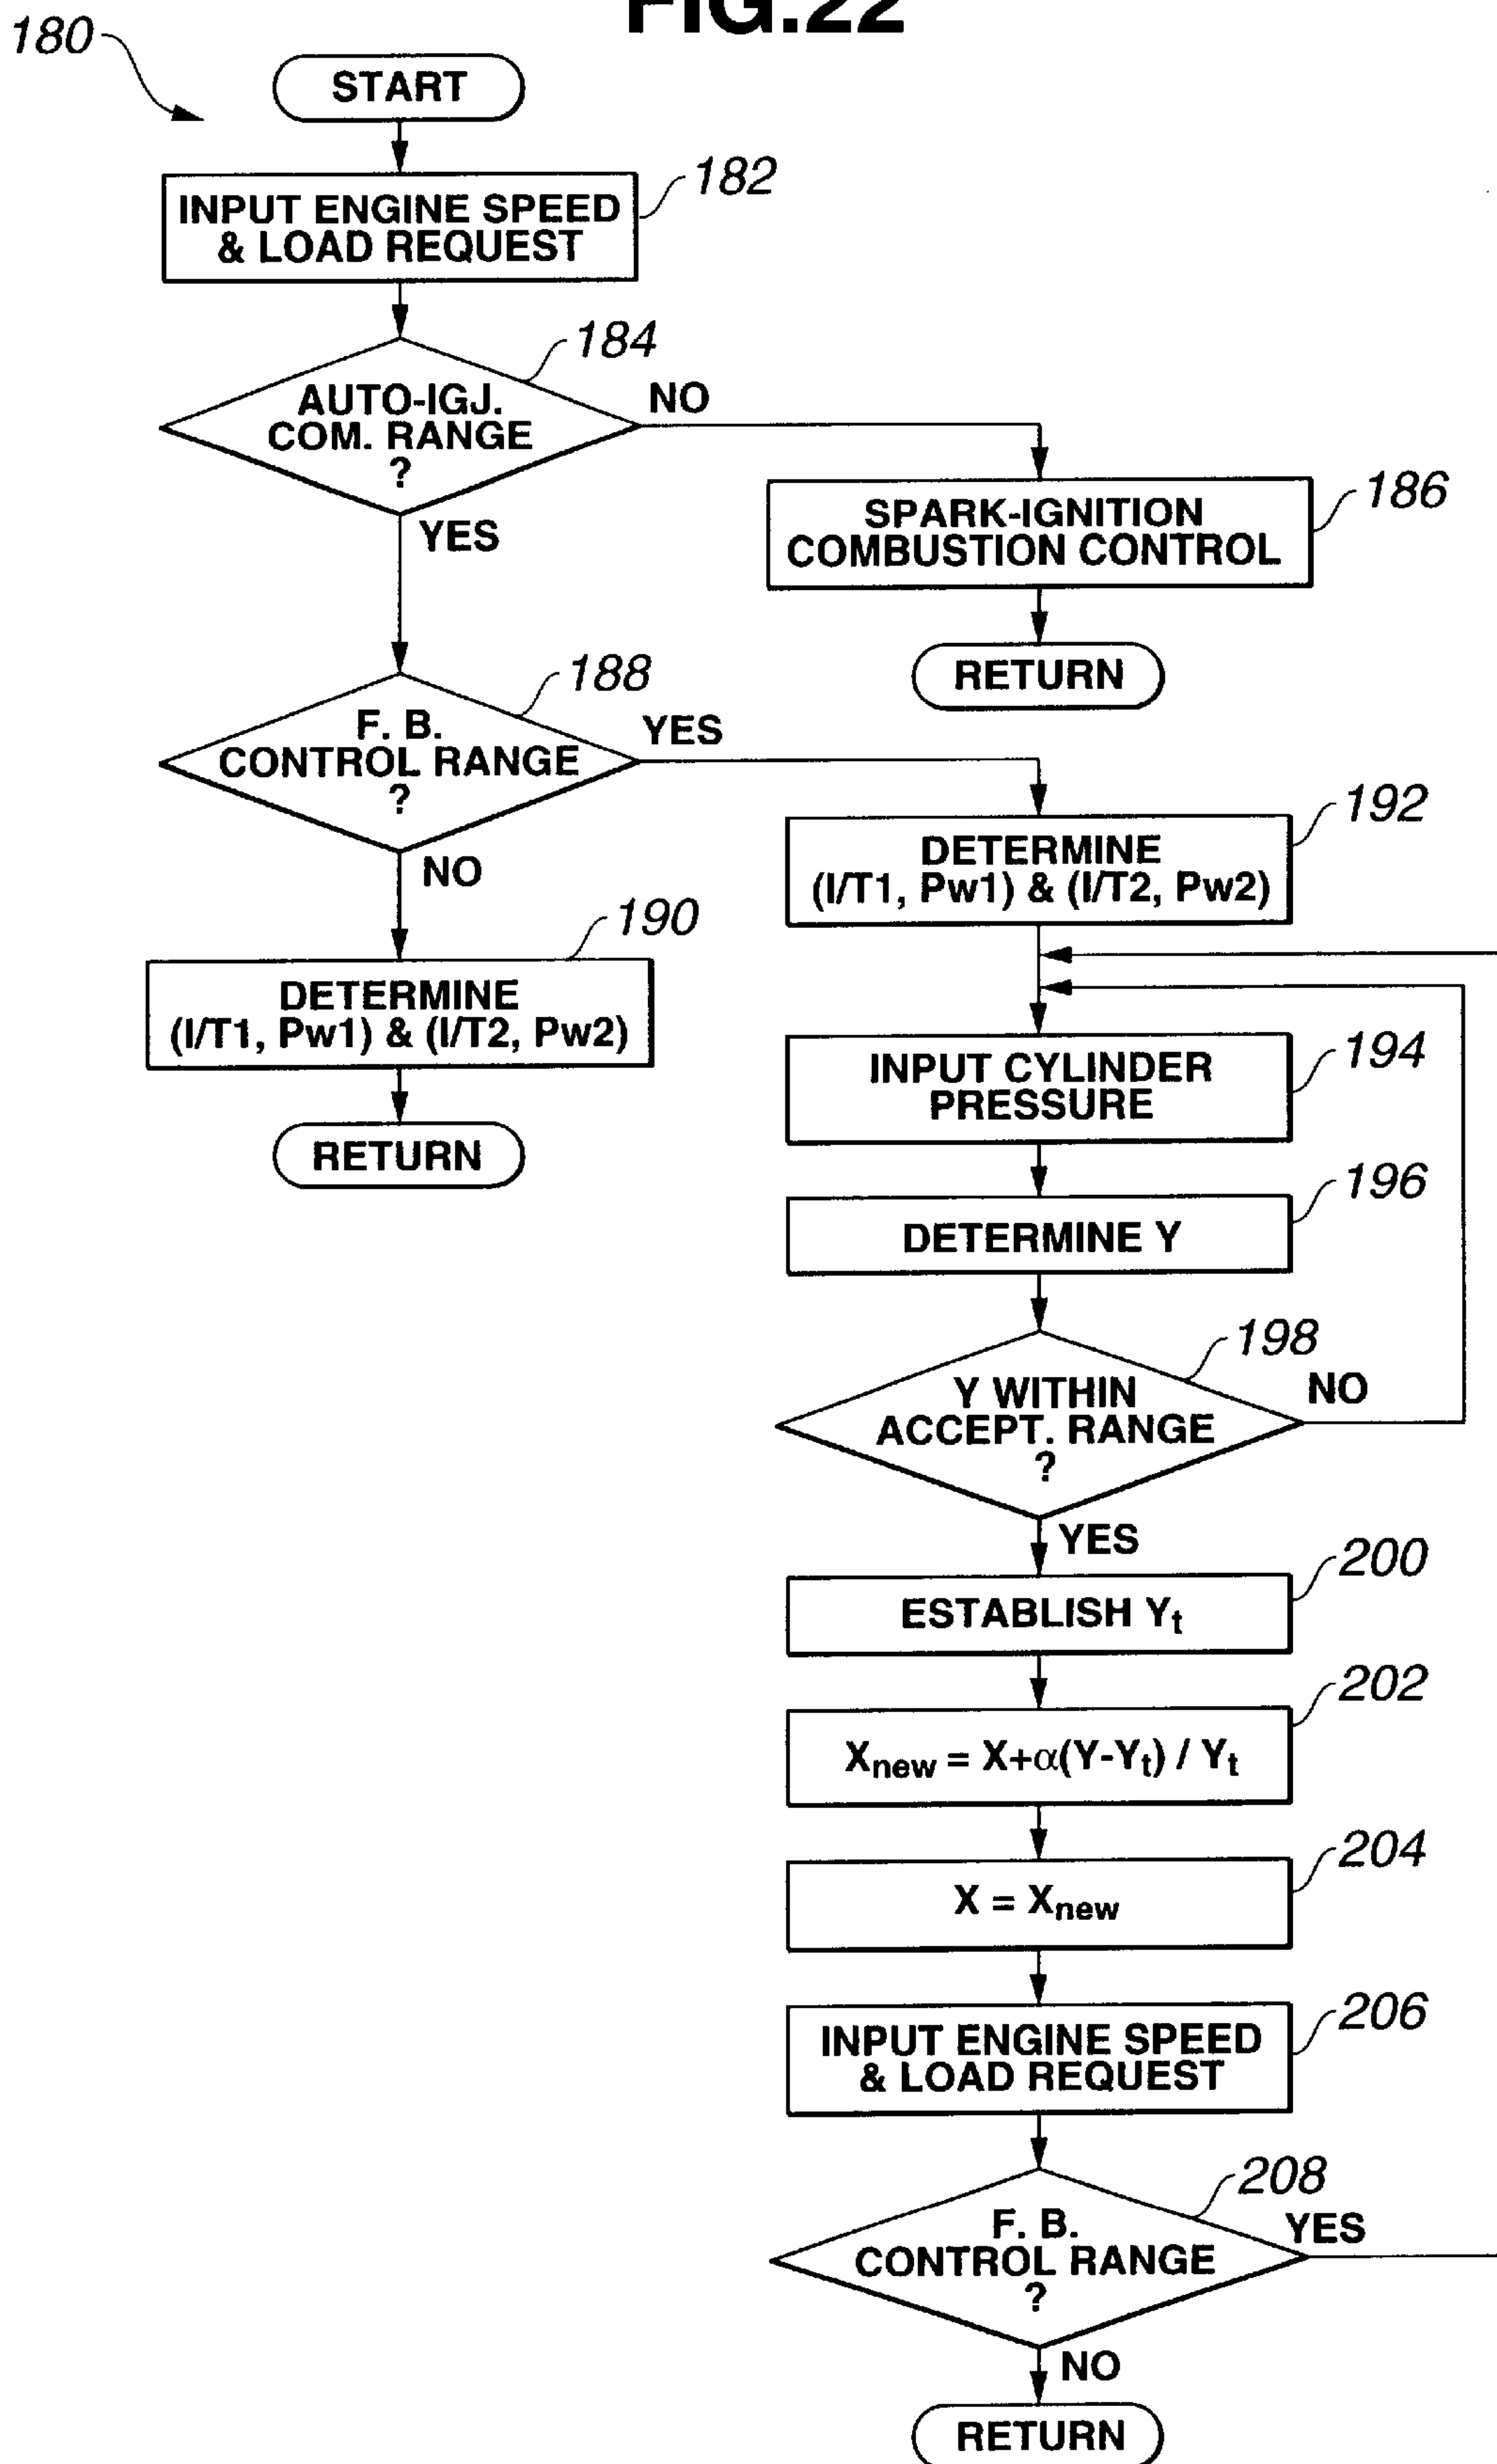 FIG.22
180
START
182
INPUT ENGINE SPEED
& LOAD REQUEST
184
AUTO-IGJ.
COM. RANGE
?
NO
YES
186
SPARK-IGNITION
COMBUSTION CONTROL
RETURN
188
F. B.
CONTROL RANGE
?
YES
NO
190
DETERMINE
(I/T1, Pw1) & (I/T2, Pw2)
RETURN
192
DETERMINE
(I/T1, Pw1) & (I/T2, Pw2)
194
INPUT CYLINDER
PRESSURE
196
DETERMINE Y
198
Y WITHIN
ACCEPT. RANGE
?
NO
YES
200
ESTABLISH Yt
202
Xnew = X+α(Y-Yt) / Yt
204
X = Xnew
206
INPUT ENGINE SPEED
& LOAD REQUEST
208
F. B.
CONTROL RANGE
?
YES
NO
RETURN